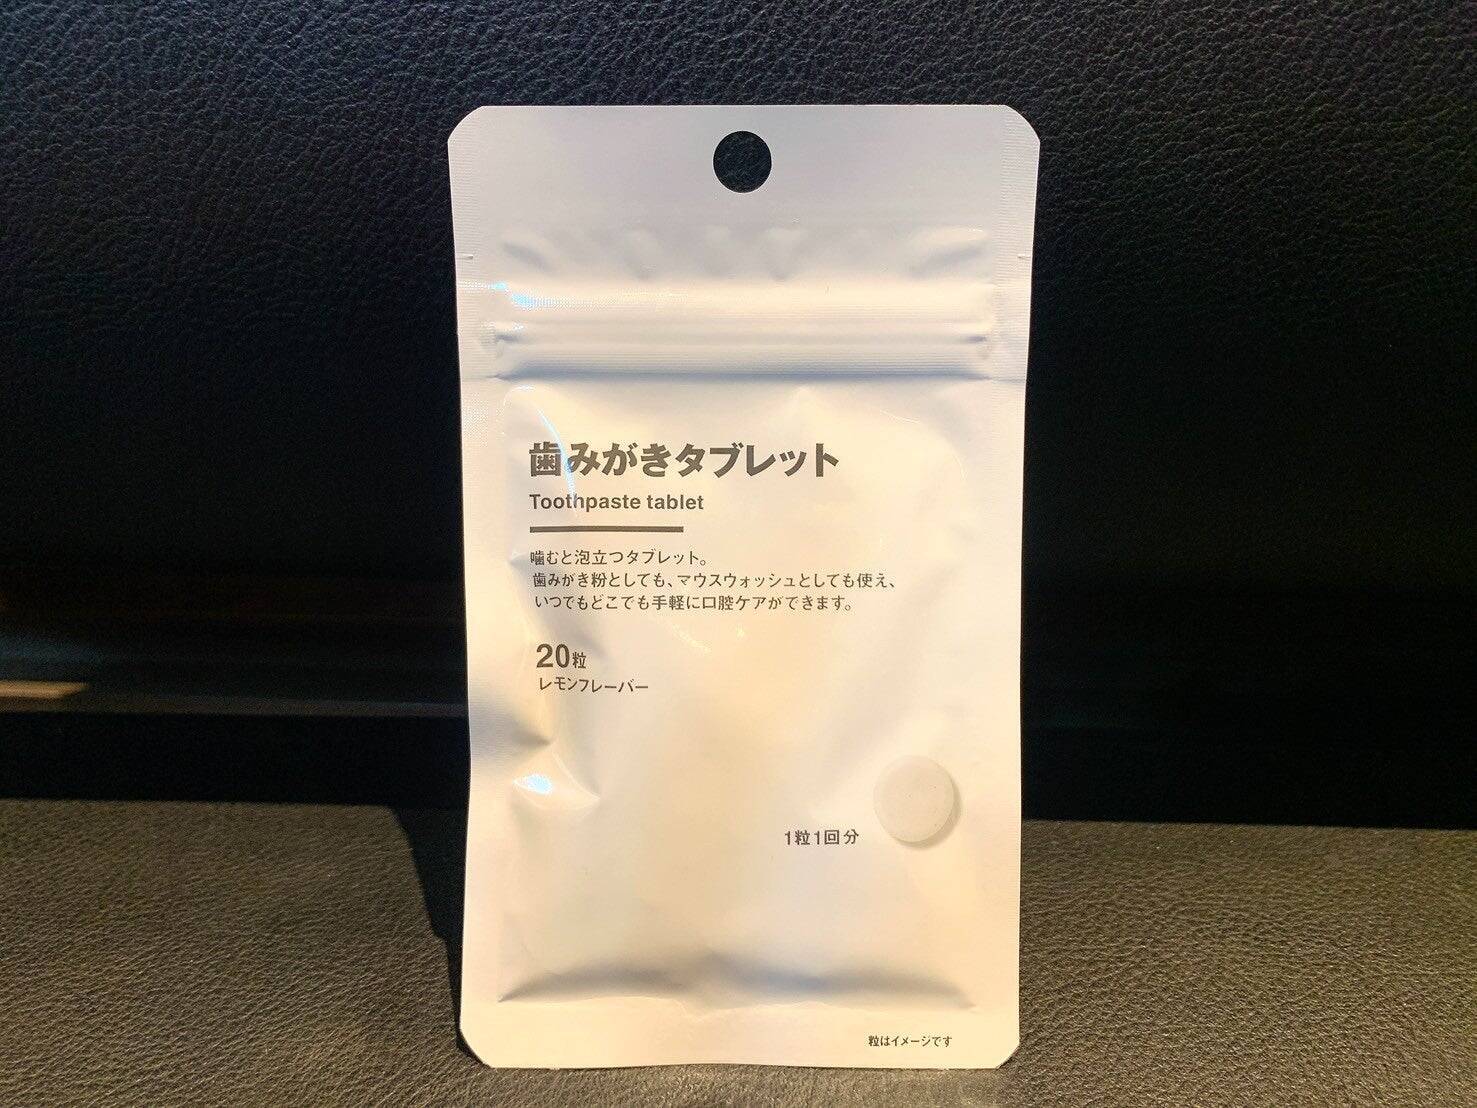 歯みがきタブレット
Toothpaste tablet
噛むと泡立つタブレット。
歯みがき粉としても、マウスウォッシュとしても使え、
いつでもどこでも手軽に口腔ケアができます。
20粒
レモンフレーバー
1粒1回分
粒はイメージです